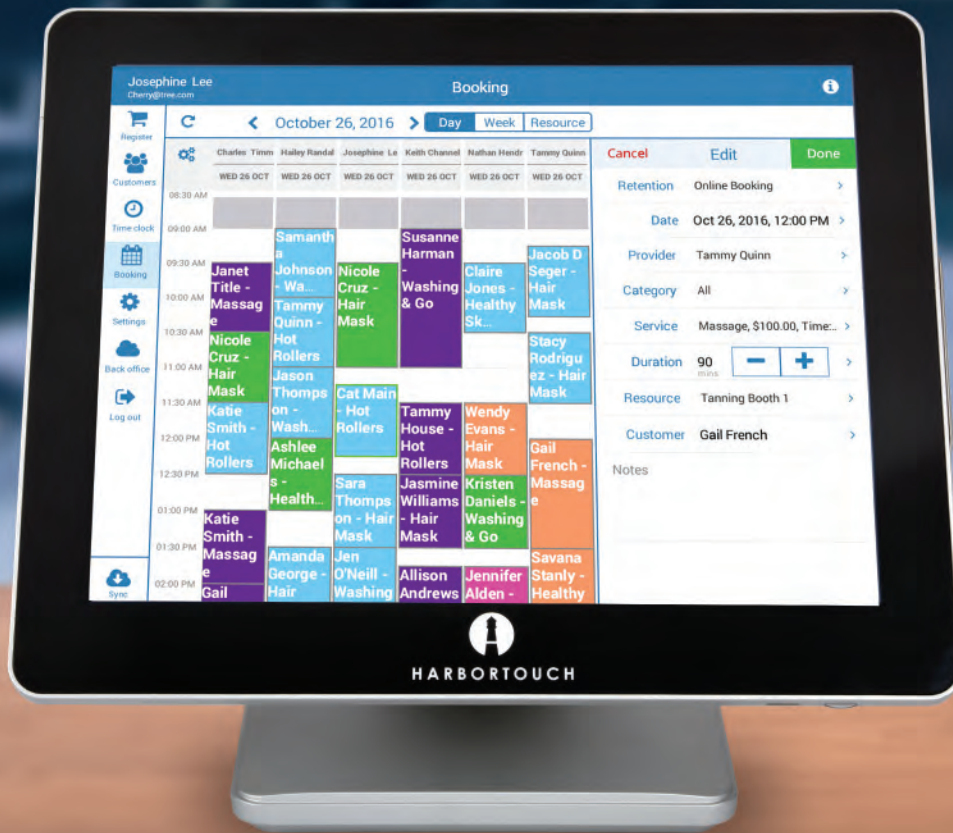 Josephine Lee
Cherry@tree.com
Booking
Register
Customers
Time clock
Booking
Settings
Back office
Log out
Sync
October 26, 2016
Day
Week
Resource
Charles Timm
Hailey Randal
Josephine Le
Keith Channel
Nathan Hendr
Tammy Quinn
WED 26 OCT
WED 26 OCT
WED 26 OCT
WED 26 OCT
WED 26 OCT
WED 26 OCT
08:30 AM
09:00 AM
09:30 AM
10:00 AM
10:30 AM
11:00 AM
11:30 AM
12:00 PM
12:30 PM
01:00 PM
01:30 PM
02:00 PM
Janet
Title -
Massag
e
Nicole
Cruz -
Hair
Mask
Katie
Smith -
Hot
Rollers
Katie
Smith -
Massag
e
Gail
Samanth
a
Johnson
- Wa...
Tammy
Quinn -
Hot
Rollers
Jason
Thomps
on -
Wash...
Ashlee
Michael
s -
Health...
Amanda
George -
Hair
Nicole
Cruz -
Hair
Mask
Cat Main
- Hot
Rollers
Sara
Thomps
on - Hair
Mask
Jen
O'Neill -
Washing
Susanne
Harman
-
Washing
& Go
Tammy
House -
Hot
Rollers
Jasmine
Williams
- Hair
Mask
Allison
Andrews
Claire
Jones -
Healthy
Sk...
Wendy
Evans -
Hair
Mask
Kristen
Daniels -
Washing
& Go
Jennifer
Alden -
Jacob D
Seger -
Hair
Mask
Stacy
Rodrigu
ez - Hair
Mask
Gail
French -
Massag
e
Savana
Stanly -
Healthy
Cancel
Edit
Done
Retention Online Booking
Date Oct 26, 2016, 12:00 PM
Provider Tammy Quinn
Category All
Service Massage, $100.00, Time:..
Duration 90
mins
Resource Tanning Booth 1
Customer Gail French
Notes
HARBORTOUCH